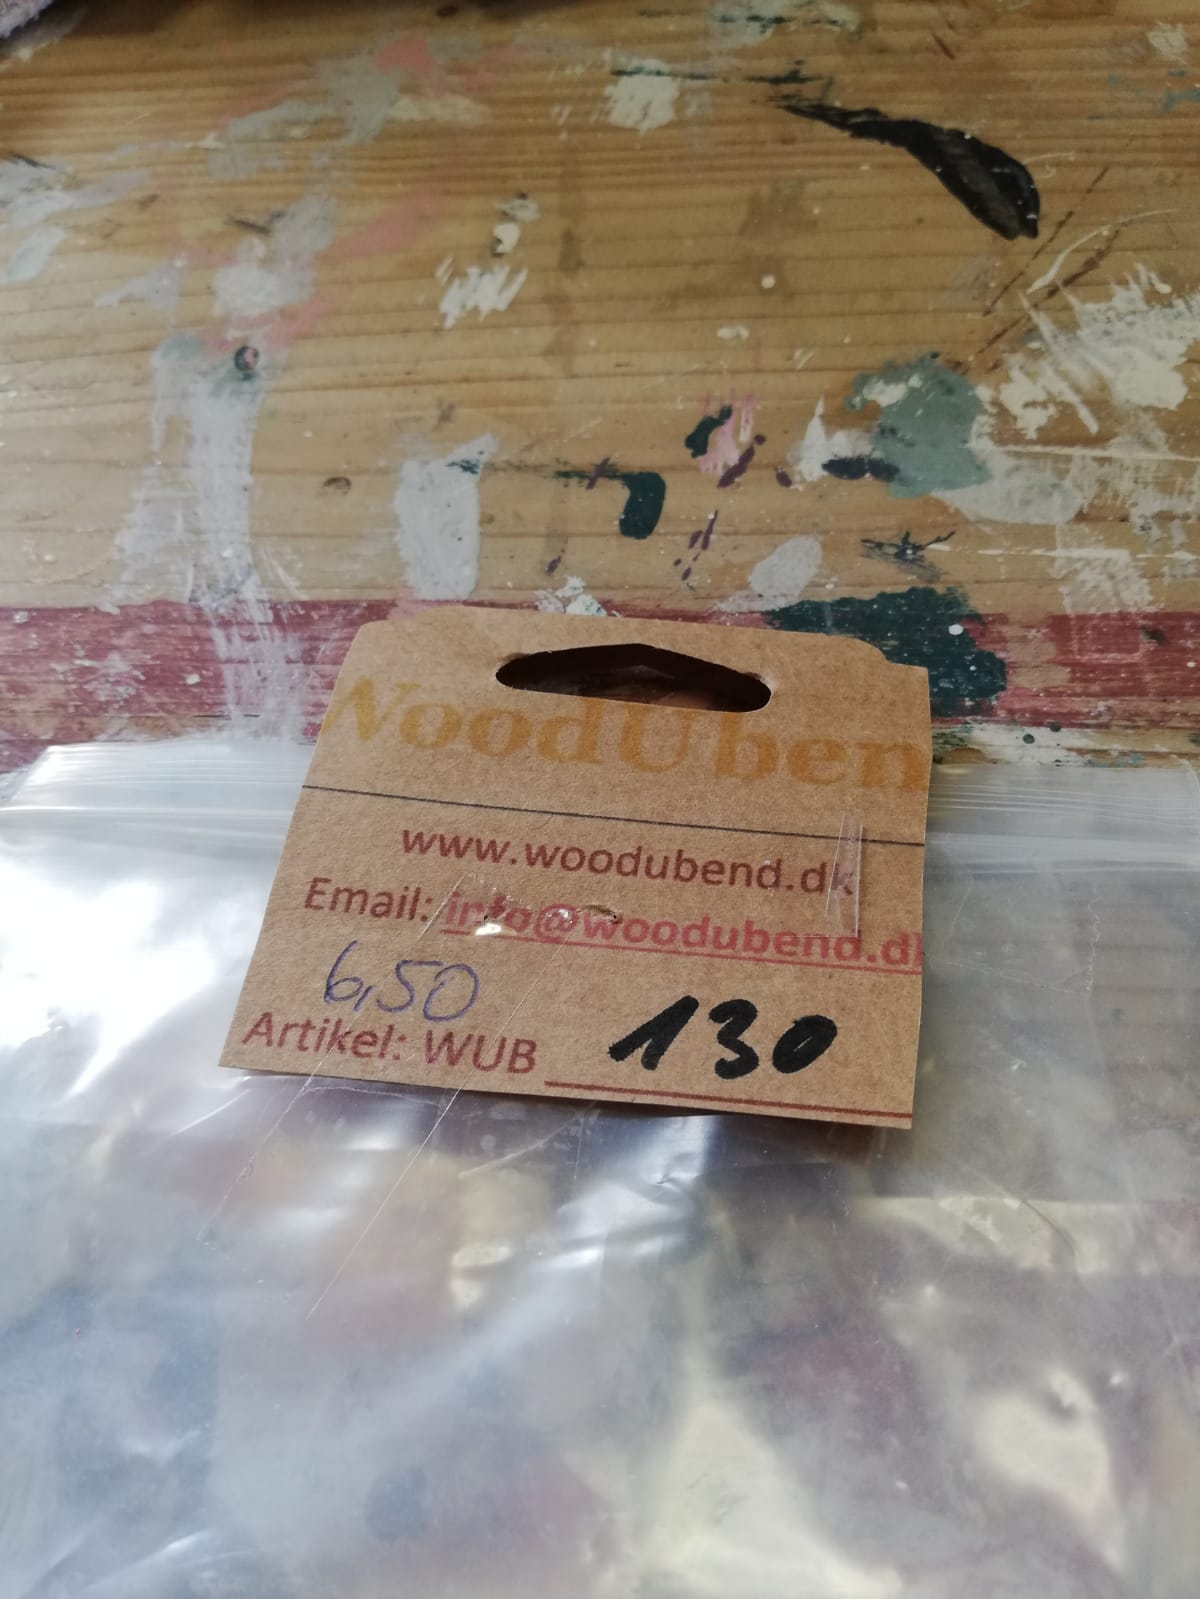 WoodUben
www.woodubend.dk
Email: info@woodubend.dk
6,50
Artikel: WUB 130